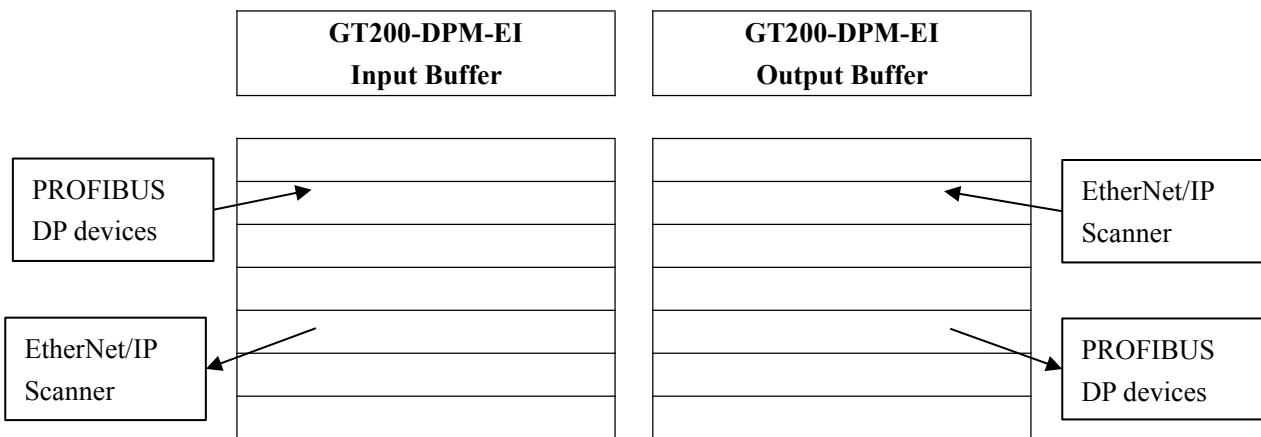 GT200-DPM-EI
Input Buffer
GT200-DPM-EI
Output Buffer
PROFIBUS
DP devices
EtherNet/IP
Scanner
EtherNet/IP
Scanner
PROFIBUS
DP devices